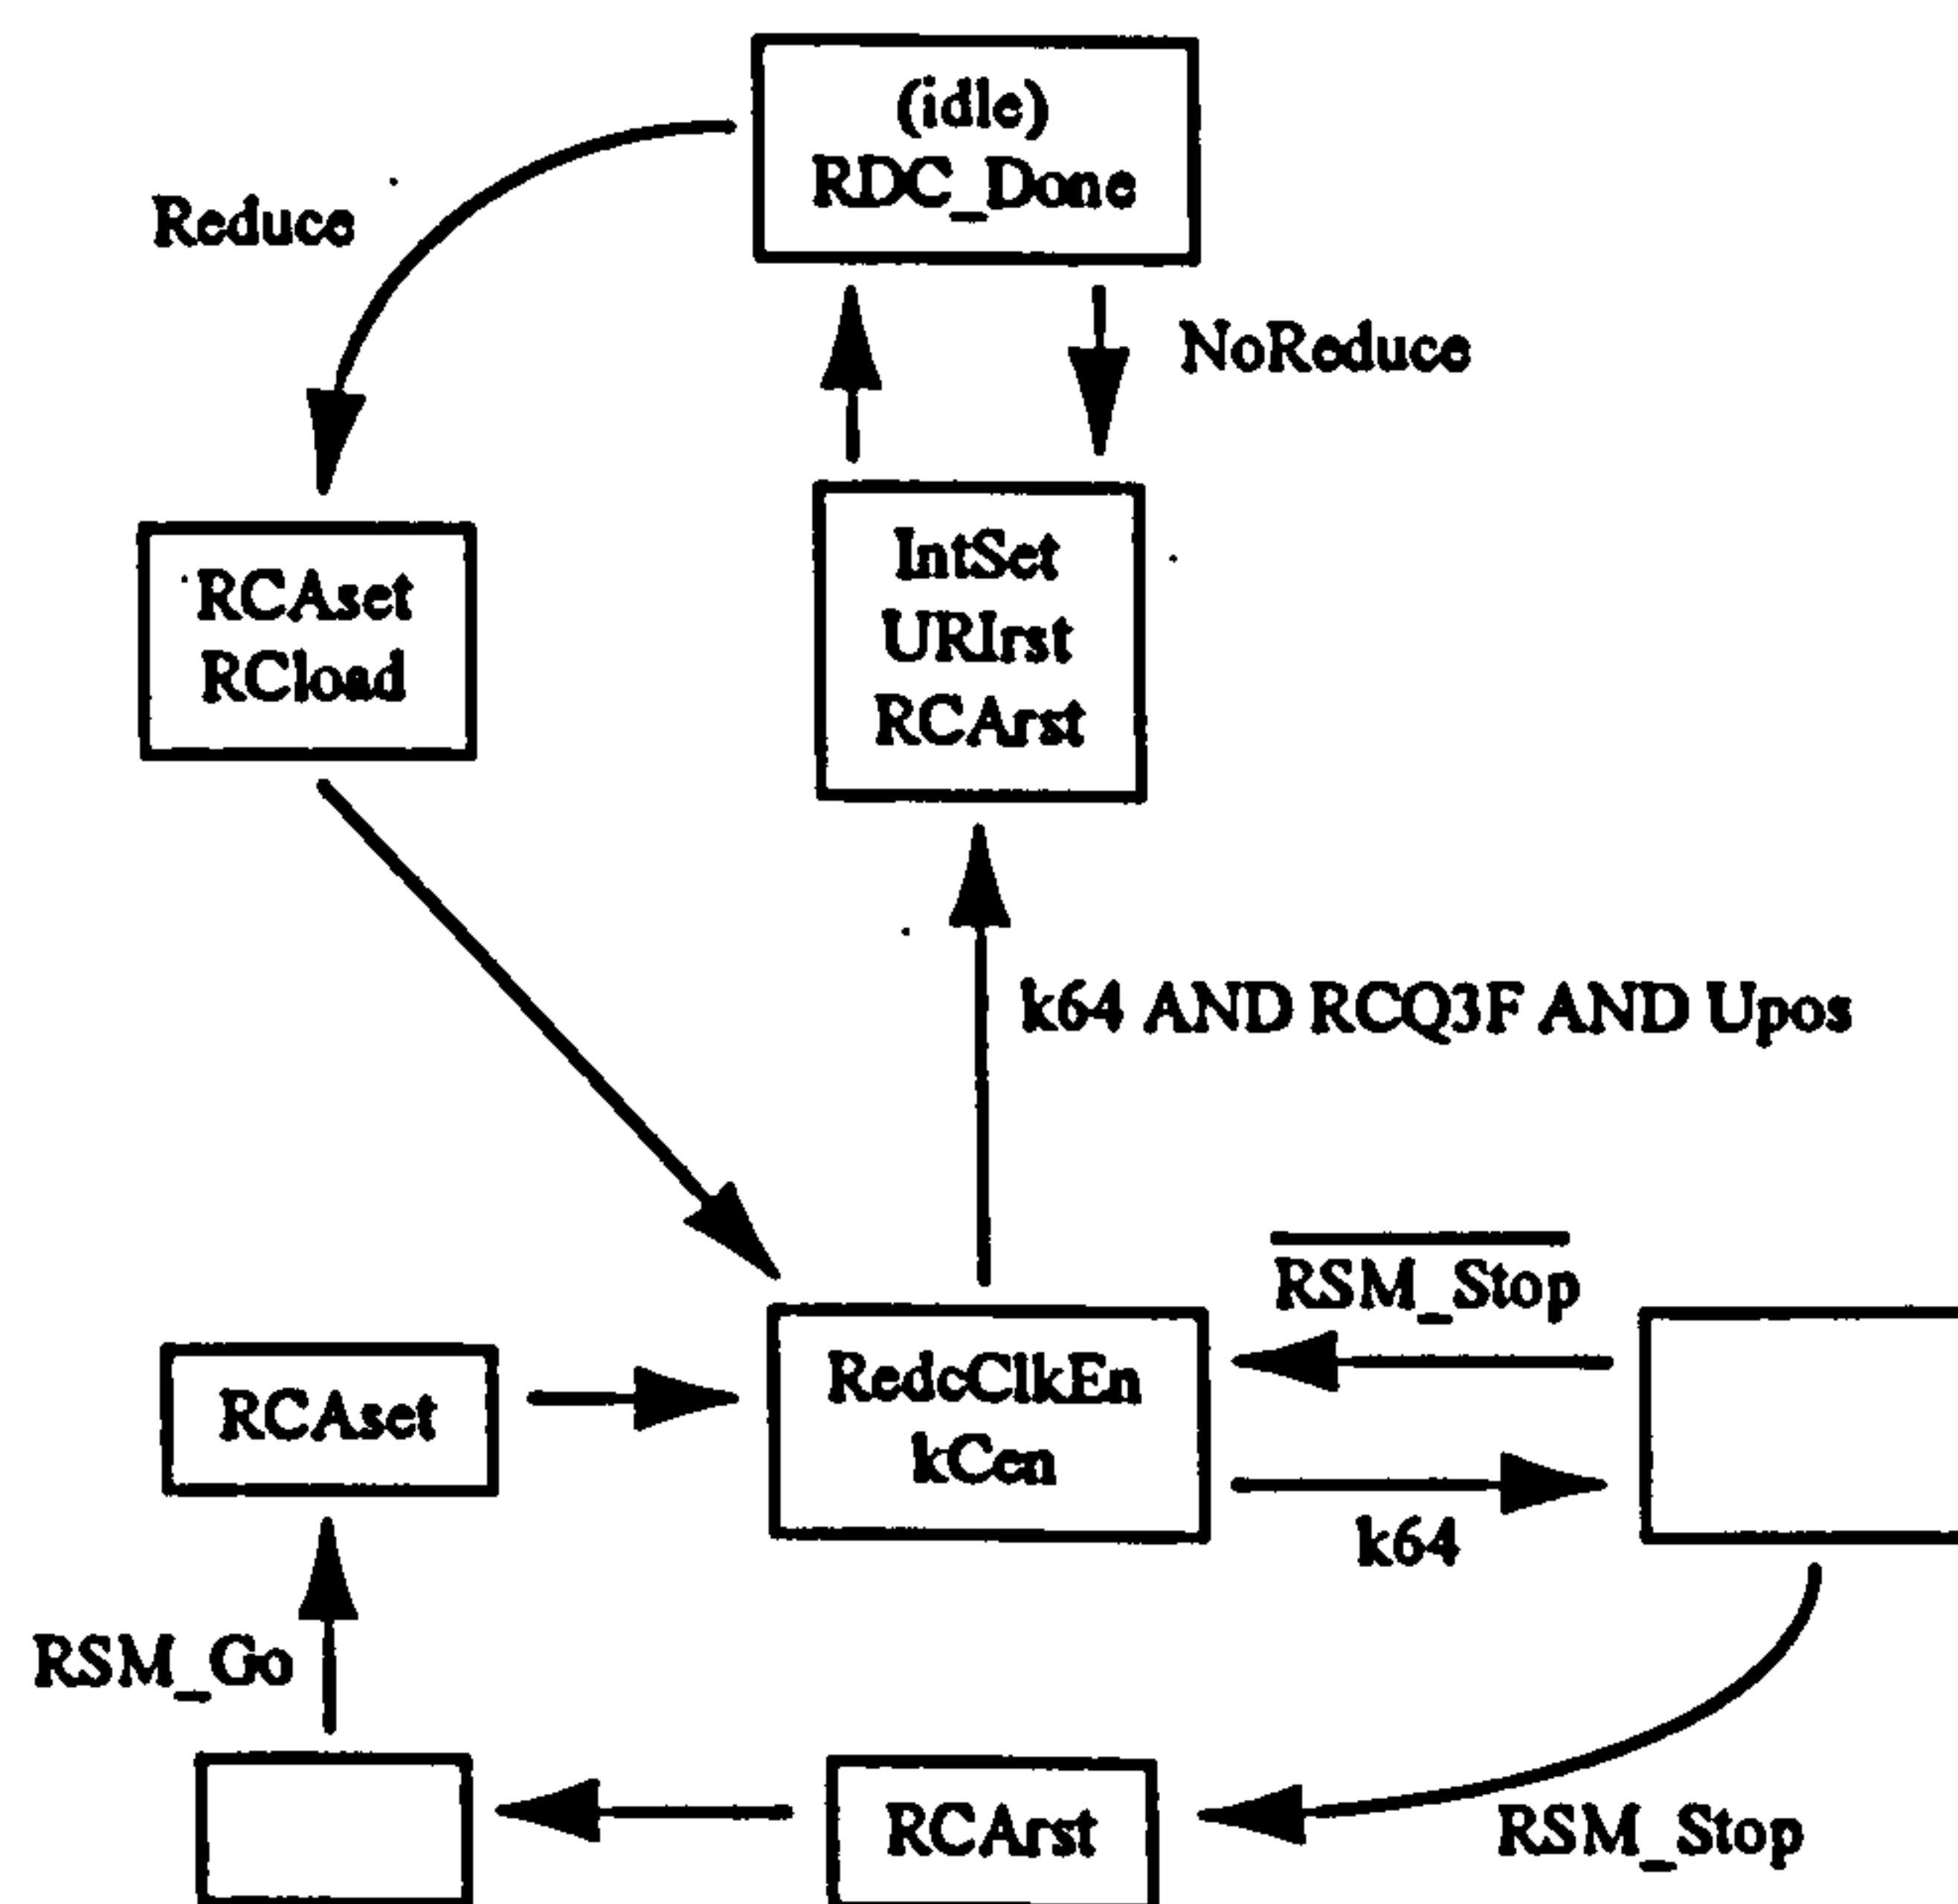 (idle)
RDC_Done
Reduce
NoReduce
RCAset
RCload
IntSet
URIrst
RCArst
k64 AND RCQ3F AND Upos
RSM_Stop
RCAset
RedcClkEn
kCen
k64
RSM_Go
RCArst
RSM_Stop